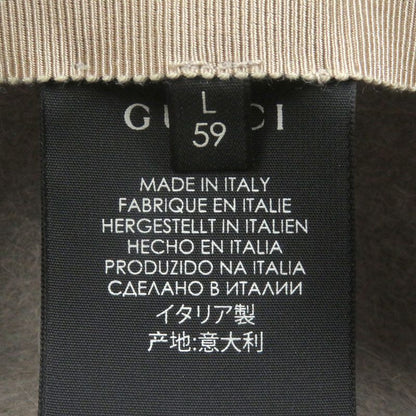 L
59
GUCCI
MADE IN ITALY
FABRIQUE EN ITALIE
HERGESTELLT IN ITALIEN
HECHO EN ITALIA
PRODUZIDO NA ITALIA
СДЕЛАНО В ИТАЛИИ
イタリア製
产地:意大利